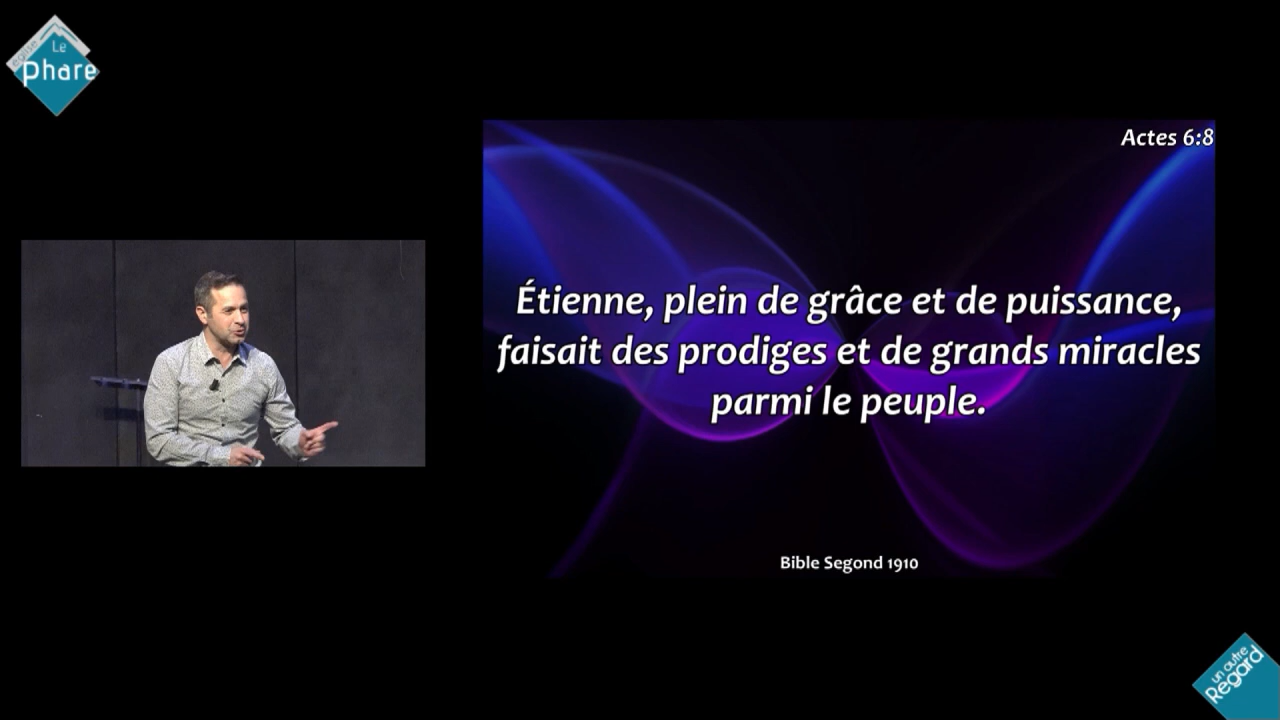 église
Le
phare
Actes 6:8
Étienne, plein de grâce et de puissance,
faisait des prodiges et de grands miracles
parmi le peuple.
Bible Segond 1910
un autre
Regard